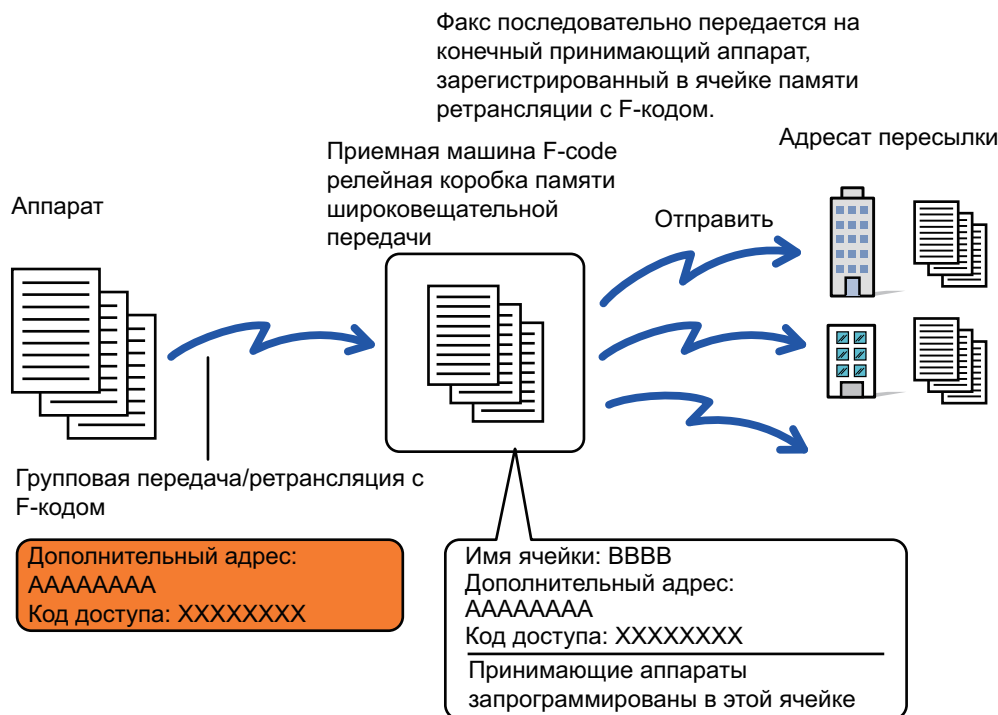 Факс последовательно передается на
конечный принимающий аппарат,
зарегистрированный в ячейке памяти
ретрансляции с F-кодом.
Адресат пересылки
Приемная машина F-code
релейная коробка памяти
широковещательной
передачи
Аппарат
Отправить
Групповая передача/ретрансляция с
F-кодом
Дополнительный адрес:
AAAAAAAA
Код доступа: XXXXXXXX
Имя ячейки: BBBB
Дополнительный адрес:
AAAAAAAA
Код доступа: XXXXXXXX
Принимающие аппараты
запрограммированы в этой ячейке